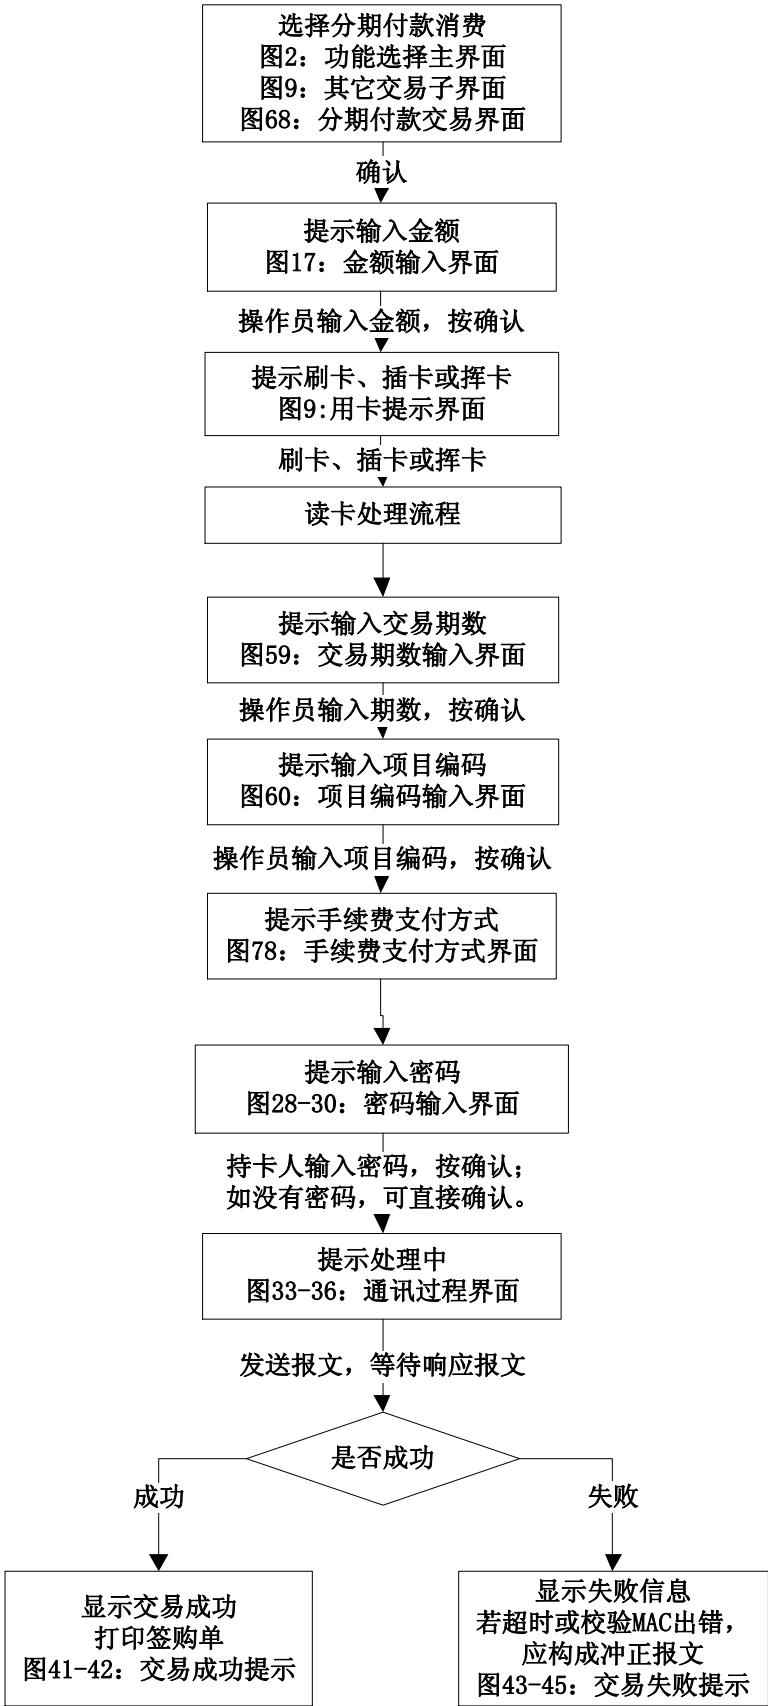 选择分期付款消费
图2：功能选择主界面
图9：其它交易子界面
图68：分期付款交易界面
确认
提示输入金额
图17：金额输入界面
操作员输入金额，按确认
提示刷卡、插卡或挥卡
图9:用卡提示界面
刷卡、插卡或挥卡
读卡处理流程
提示输入交易期数
图59：交易期数输入界面
操作员输入期数，按确认
提示输入项目编码
图60：项目编码输入界面
操作员输入项目编码，按确认
提示手续费支付方式
图78：手续费支付方式界面
提示输入密码
图28-30：密码输入界面
持卡人输入密码，按确认；
如没有密码，可直接确认。
提示处理中
图33-36：通讯过程界面
发送报文，等待响应报文
是否成功
成功
失败
显示交易成功
打印签购单
图41-42：交易成功提示
显示失败信息
若超时或校验MAC出错，
应构成冲正报文
图43-45：交易失败提示